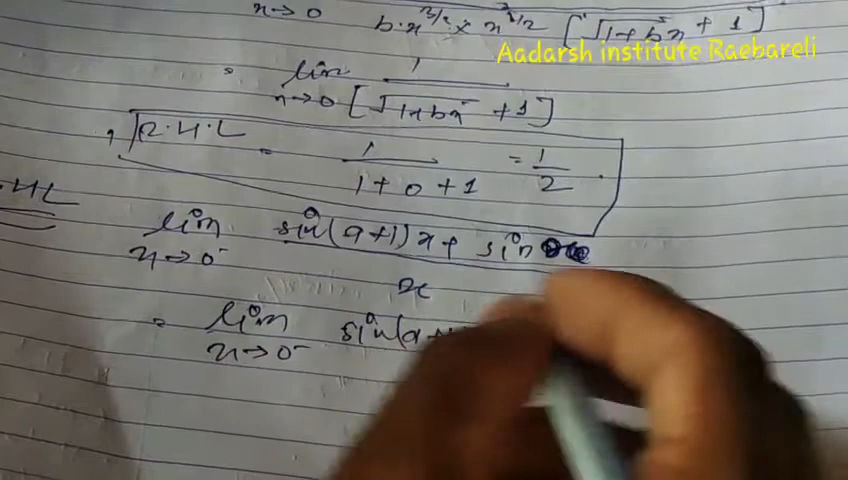 x→0 b·x^3/2 × x^1/2 [√1+bx + 1]
Aadarsh institute Raebareli
= lim 1
x→0 [√1+bx + 1]
R·H·L = 1 = 1
1+0+1 2
HL
lim sin(a+1)x + sin
x→0⁻ x
= lim sin(a+
x→0⁻